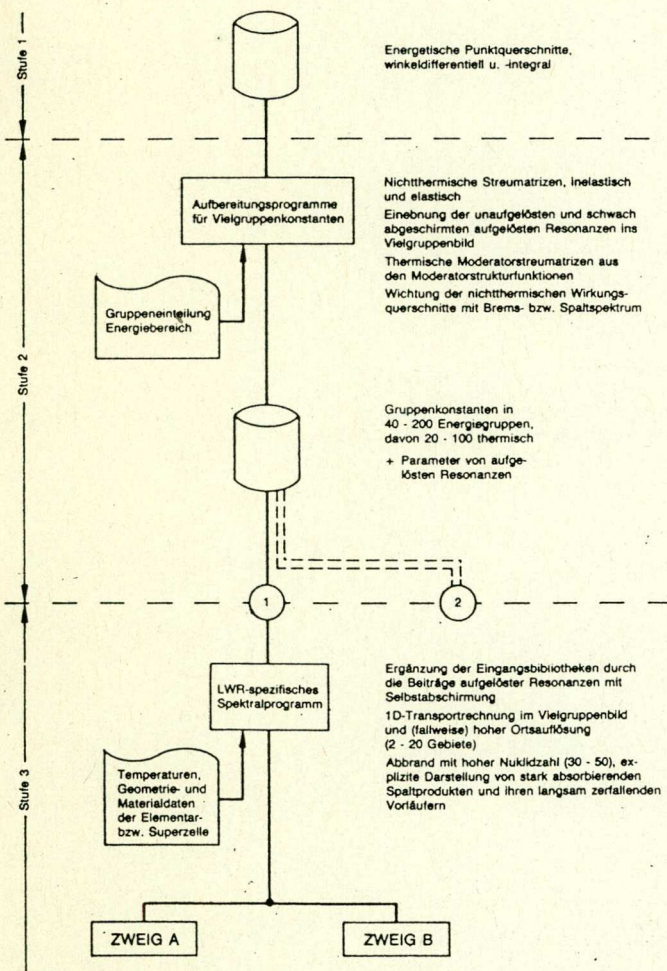 Stufe 1
Energetische Punktquerschnitte,
winkeldifferentiell u. -integral
Stufe 2
Aufbereitungsprogramme
für Vielgruppenkonstanten
Nichtthermische Streumatrizen, Inelastisch
und elastisch
Einebnung der unaufgelösten und schwach
abgeschirmten aufgelösten Resonanzen ins
Vielgruppenbild
Thermische Moderatorstreumatrizen aus
den Moderatorstrukturfunktionen
Wichtung der nichtthermischen Wirkungs-
querschnitte mit Brems- bzw. Spaltspektrum
Gruppeneinteilung
Energiebereich
Gruppenkonstanten in
40 - 200 Energiegruppen,
davon 20 - 100 thermisch
+ Parameter von aufge-
lösten Resonanzen
1
2
Stufe 3
LWR-spezifisches
Spektralprogramm
Ergänzung der Eingangsbibliotheken durch
die Beiträge aufgelöster Resonanzen mit
Selbstabschirmung
1D-Transportrechnung im Vielgruppenbild
und (fallweise) hoher Ortsauflösung
(2 - 20 Gebiete)
Abbrand mit hoher Nuklidzahl (30 - 50), ex-
plizite Darstellung von stark absorbierenden
Spaltprodukten und ihren langsam zerfallenden
Vorläufern
Temperaturen,
Geometrie- und
Materialdaten
der Elementar-
bzw. Superzelle
ZWEIG A
ZWEIG B